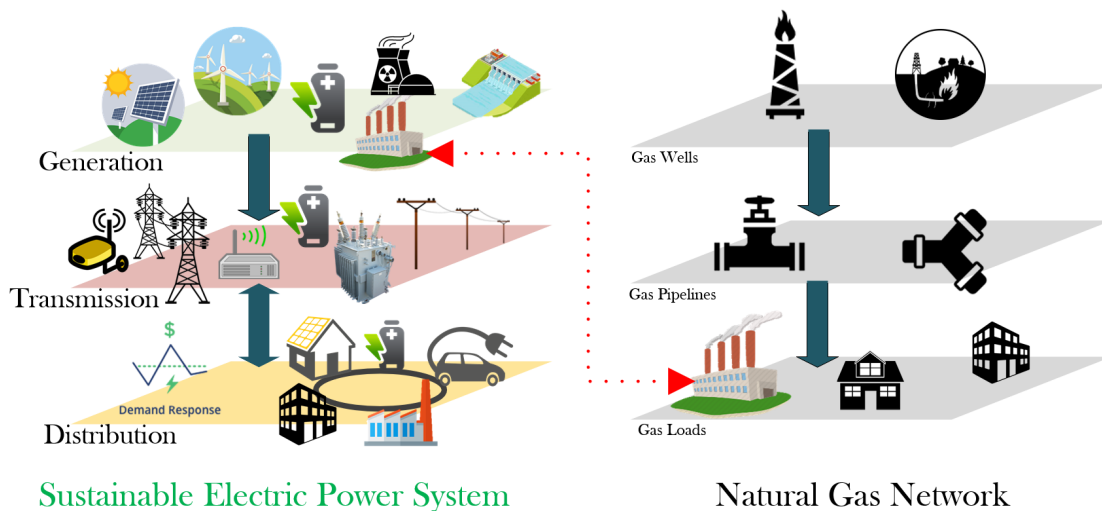 Generation
Gas Wells
Transmission
Gas Pipelines
$
Demand Response
Distribution
Gas Loads
Sustainable Electric Power System
Natural Gas Network